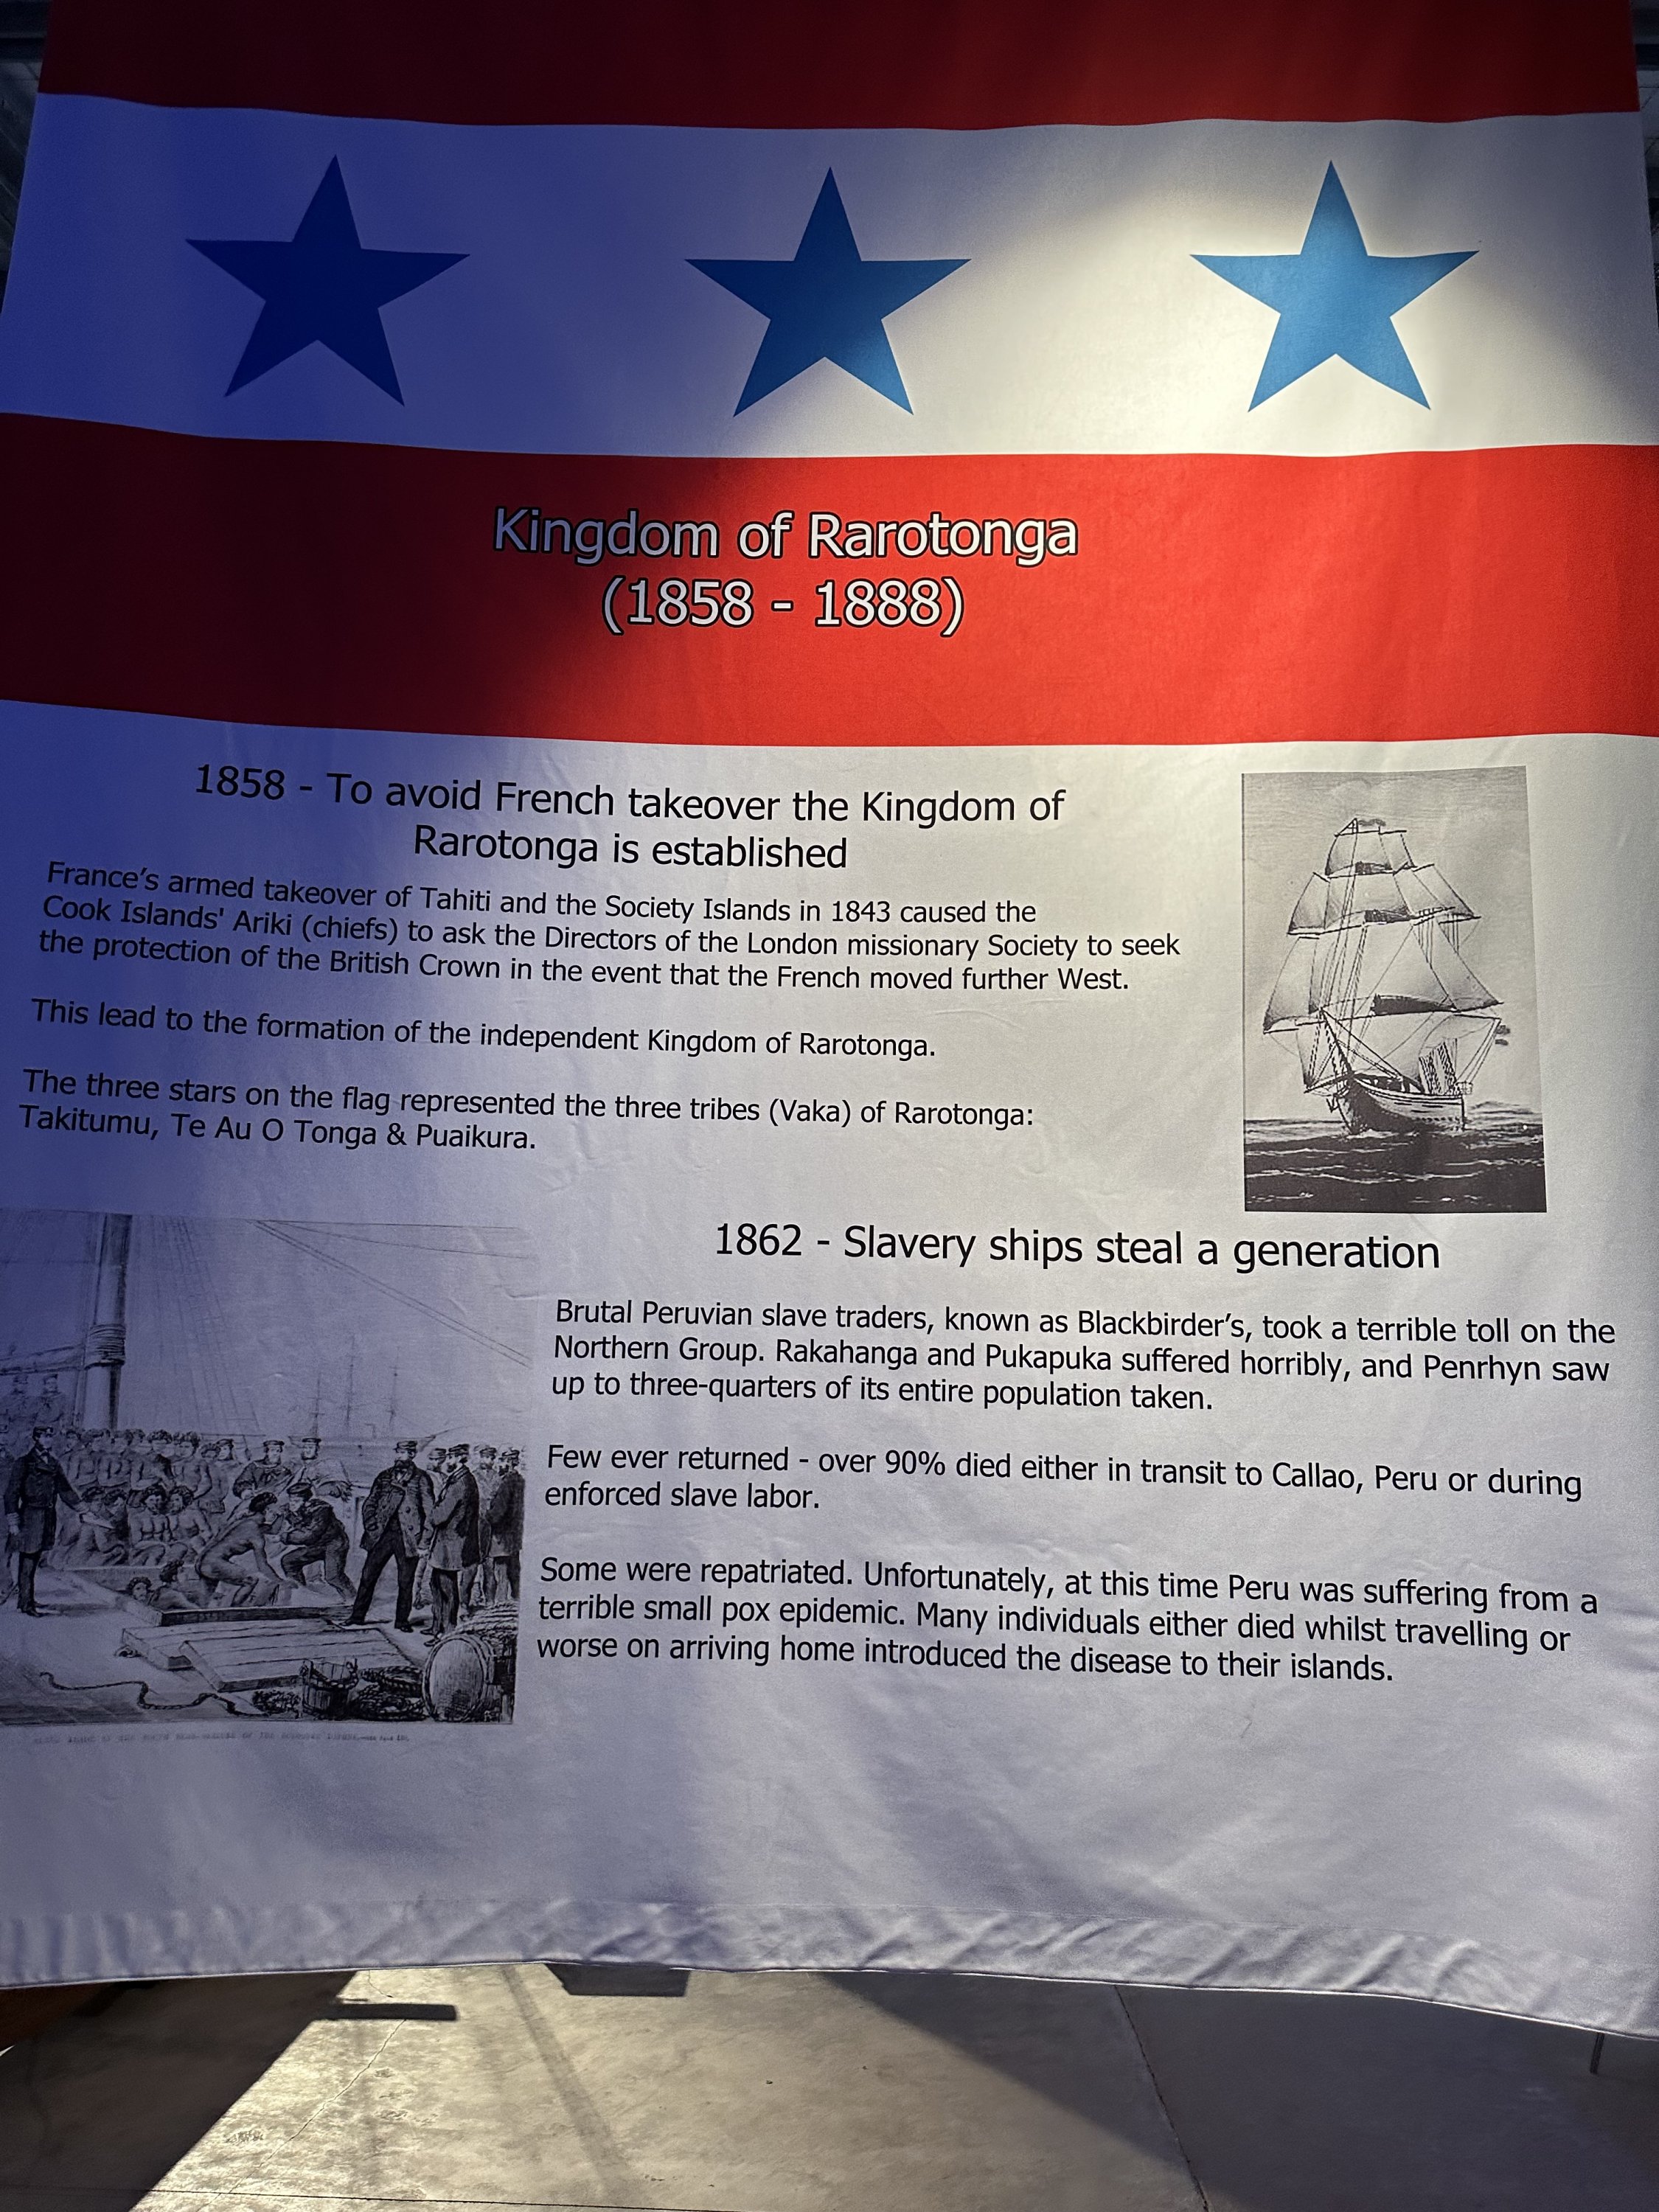 Kingdom of Rarotonga
(1858 - 1888)
1858 - To avoid French takeover the Kingdom of
Rarotonga is established
France's armed takeover of Tahiti and the Society Islands in 1843 caused the
Cook Islands' Ariki (chiefs) to ask the Directors of the London missionary Society to seek
the protection of the British Crown in the event that the French moved further West.
This lead to the formation of the independent Kingdom of Rarotonga.
The three stars on the flag represented the three tribes (Vaka) of Rarotonga:
Takitumu, Te Au O Tonga & Puaikura.
1862 - Slavery ships steal a generation
Brutal Peruvian slave traders, known as Blackbirder's, took a terrible toll on the
Northern Group. Rakahanga and Pukapuka suffered horribly, and Penrhyn saw
up to three-quarters of its entire population taken.
Few ever returned - over 90% died either in transit to Callao, Peru or during
enforced slave labor.
Some were repatriated. Unfortunately, at this time Peru was suffering from a
terrible small pox epidemic. Many individuals either died whilst travelling or
worse on arriving home introduced the disease to their islands.